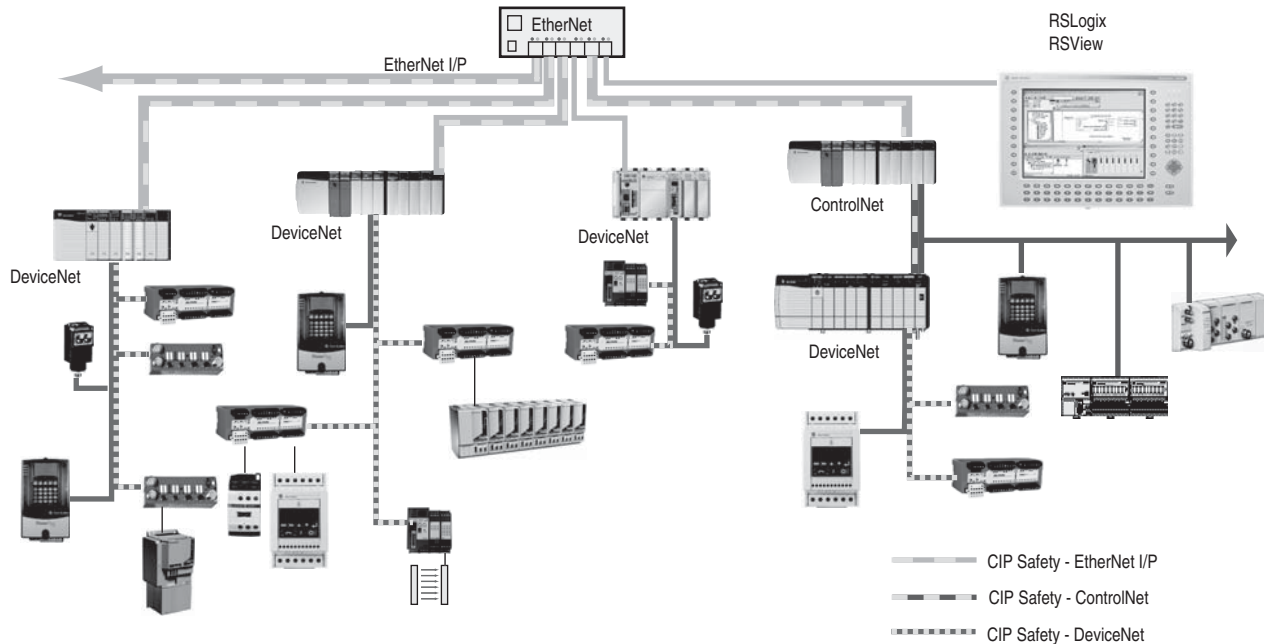 EtherNet
RSLogix
RSView
EtherNet I/P
ControlNet
DeviceNet
DeviceNet
DeviceNet
DeviceNet
CIP Safety - EtherNet I/P
CIP Safety - ControlNet
CIP Safety - DeviceNet